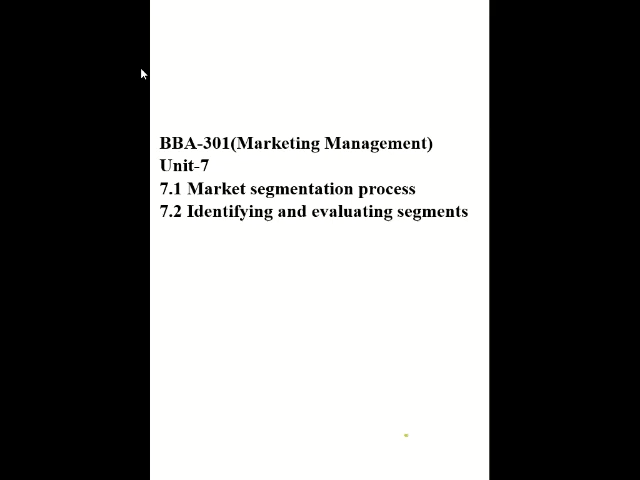 BBA-301(Marketing Management)
Unit-7
7.1 Market segmentation process
7.2 Identifying and evaluating segments